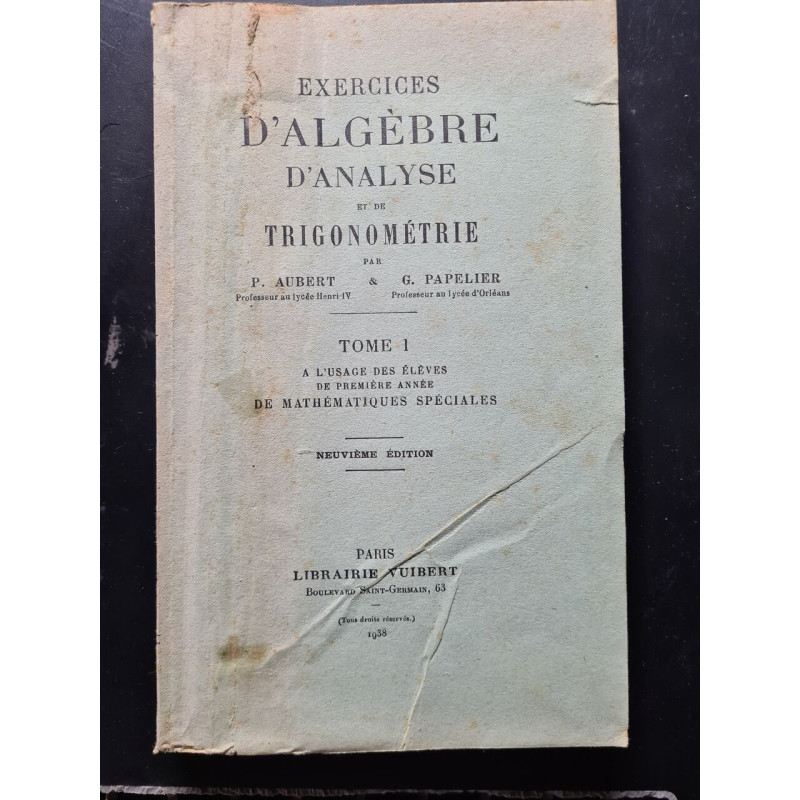 EXERCICES
D'ALGÈBRE
D'ANALYSE
ET DE
TRIGONOMÉTRIE
PAR
P. AUBERT & G. PAPELIER
Professeur au lycée Henri-IV Professeur au lycée d'Orléans
TOME I
A L'USAGE DES ÉLÈVES
DE PREMIÈRE ANNÉE
DE MATHÉMATIQUES SPÉCIALES
NEUVIÈME ÉDITION
PARIS
LIBRAIRIE VUIBERT
BOULEVARD SAINT-GERMAIN, 63
(Tous droits réservés.)
1938